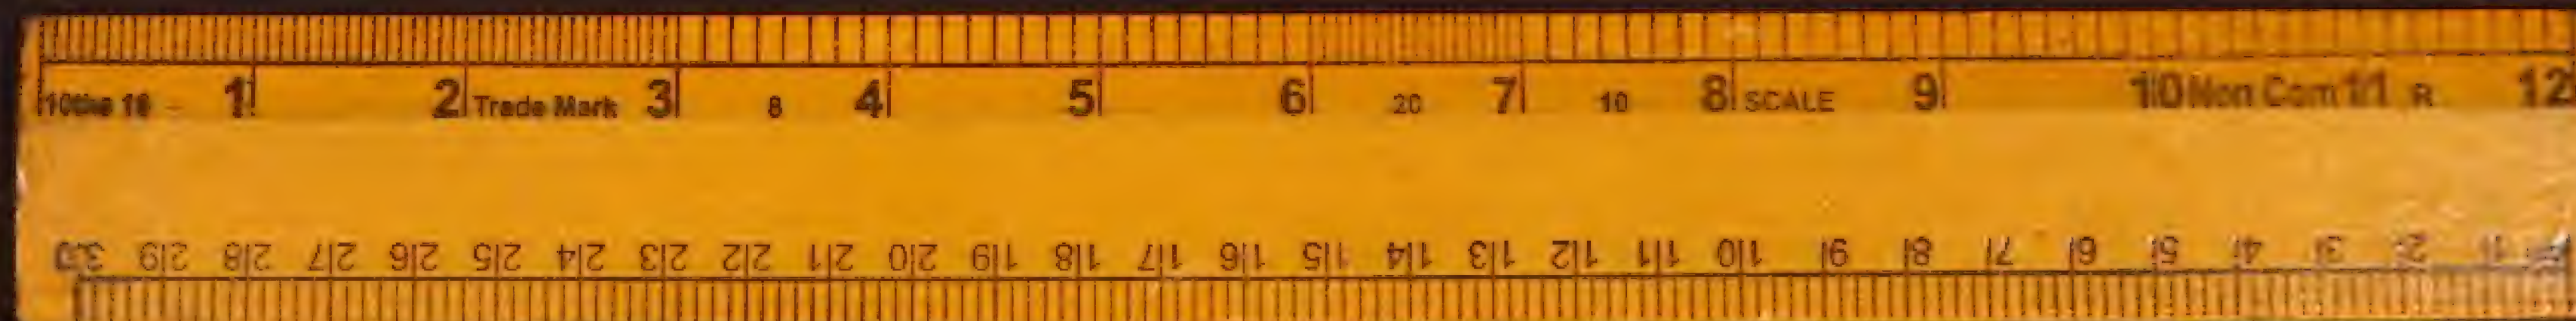 10ths 16 1 2 Trade Mark 3 8 4 5 6 20 7 10 8 SCALE 9 10 Non Com 11 R 12
30 29 28 27 26 25 24 23 22 21 20 19 18 17 16 15 14 13 12 11 10 9 8 7 6 5 4 3 2 1